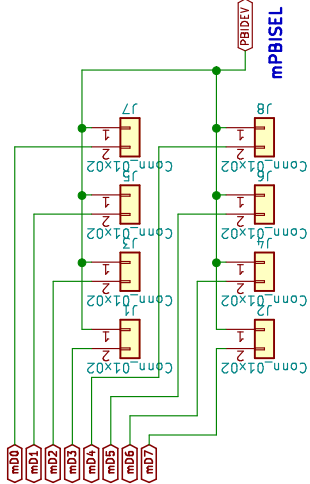 PBIDEV
mPBISEL
J7
1
2
Conn_01x02
J8
1
2
Conn_01x02
J5
1
2
Conn_01x02
J6
1
2
Conn_01x02
J3
1
2
Conn_01x02
J4
1
2
Conn_01x02
J1
1
2
Conn_01x02
J2
1
2
Conn_01x02
mD0
mD1
mD2
mD3
mD4
mD5
mD6
mD7